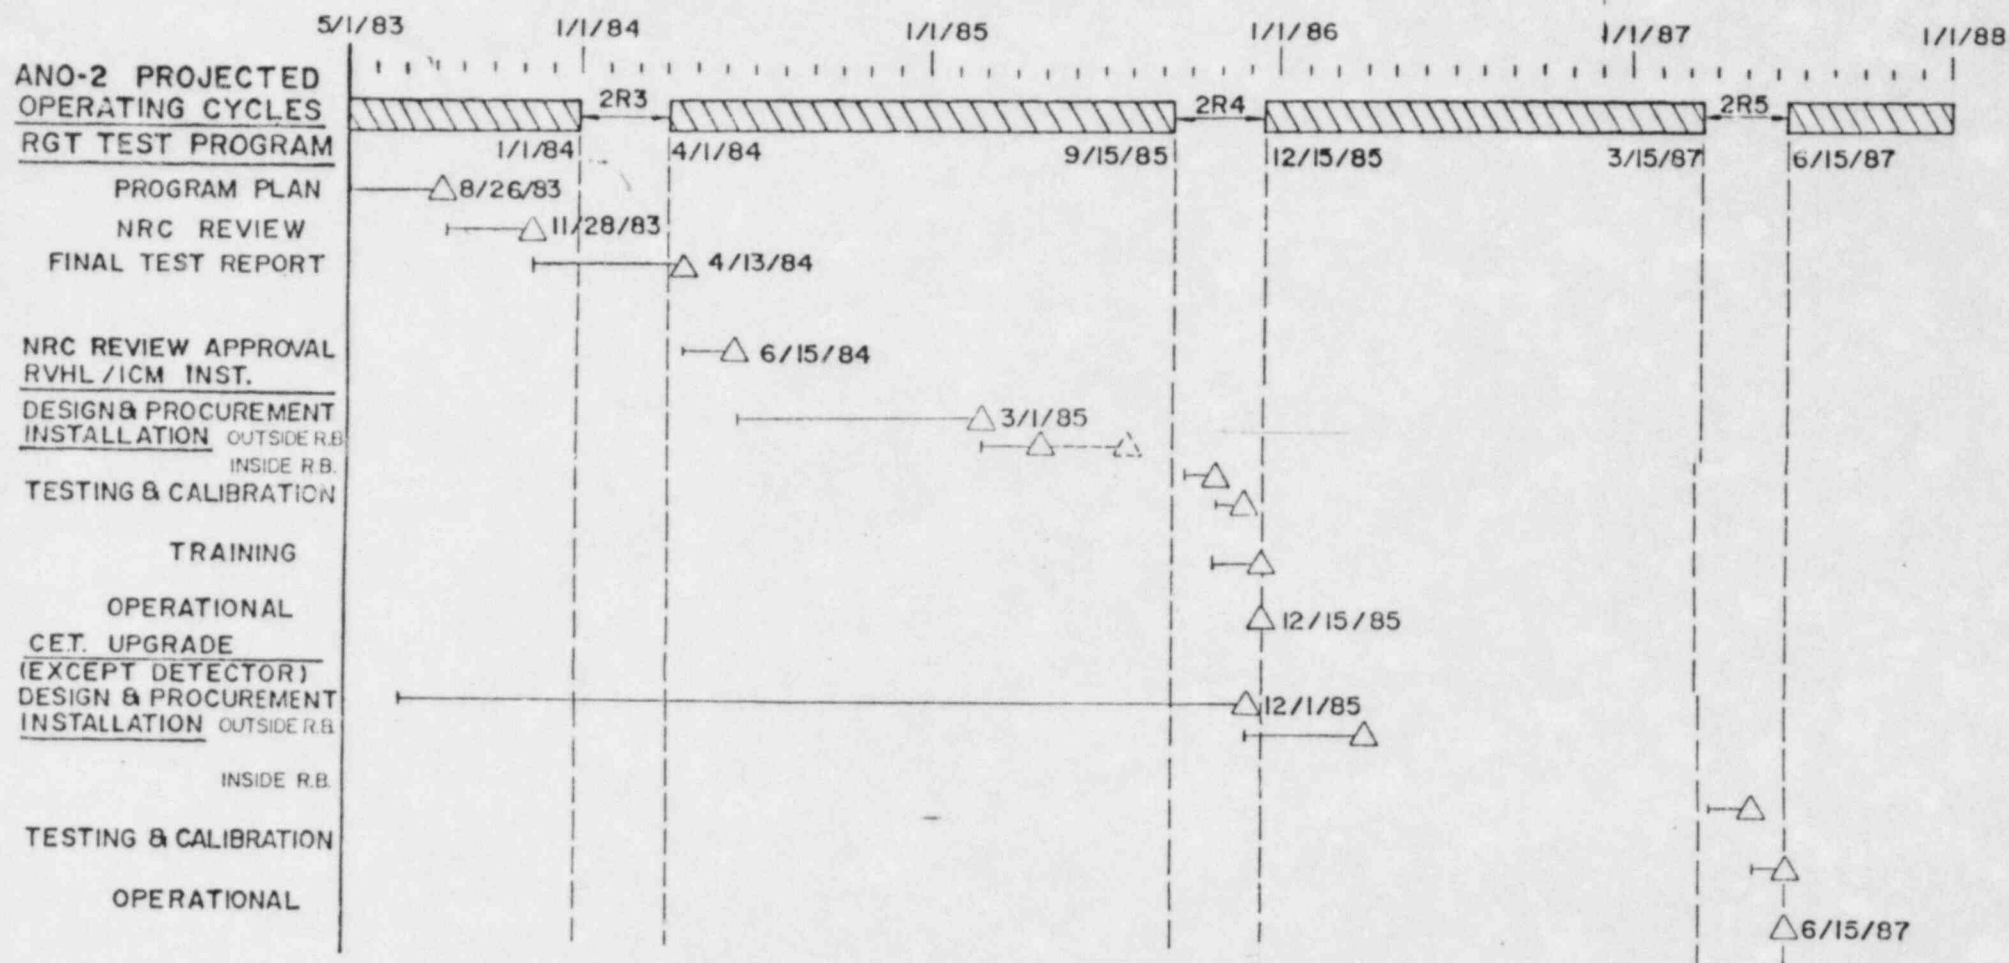 5/1/83 1/1/84 1/1/85 1/1/86 1/1/87 1/1/88
ANO-2 PROJECTED
OPERATING CYCLES 2R3 2R4 2R5
RGT TEST PROGRAM 1/1/84 4/1/84 9/15/85 12/15/85 3/15/87 6/15/87
PROGRAM PLAN 8/26/83
NRC REVIEW 11/28/83
FINAL TEST REPORT 4/13/84
NRC REVIEW APPROVAL 6/15/84
RVHL/ICM INST.
DESIGN & PROCUREMENT 3/1/85
INSTALLATION OUTSIDE R.B
INSIDE R.B.
TESTING & CALIBRATION
TRAINING
OPERATIONAL 12/15/85
C.E.T. UPGRADE
(EXCEPT DETECTOR)
DESIGN & PROCUREMENT 12/1/85
INSTALLATION OUTSIDE R.B.
INSIDE R.B.
TESTING & CALIBRATION
OPERATIONAL 6/15/87